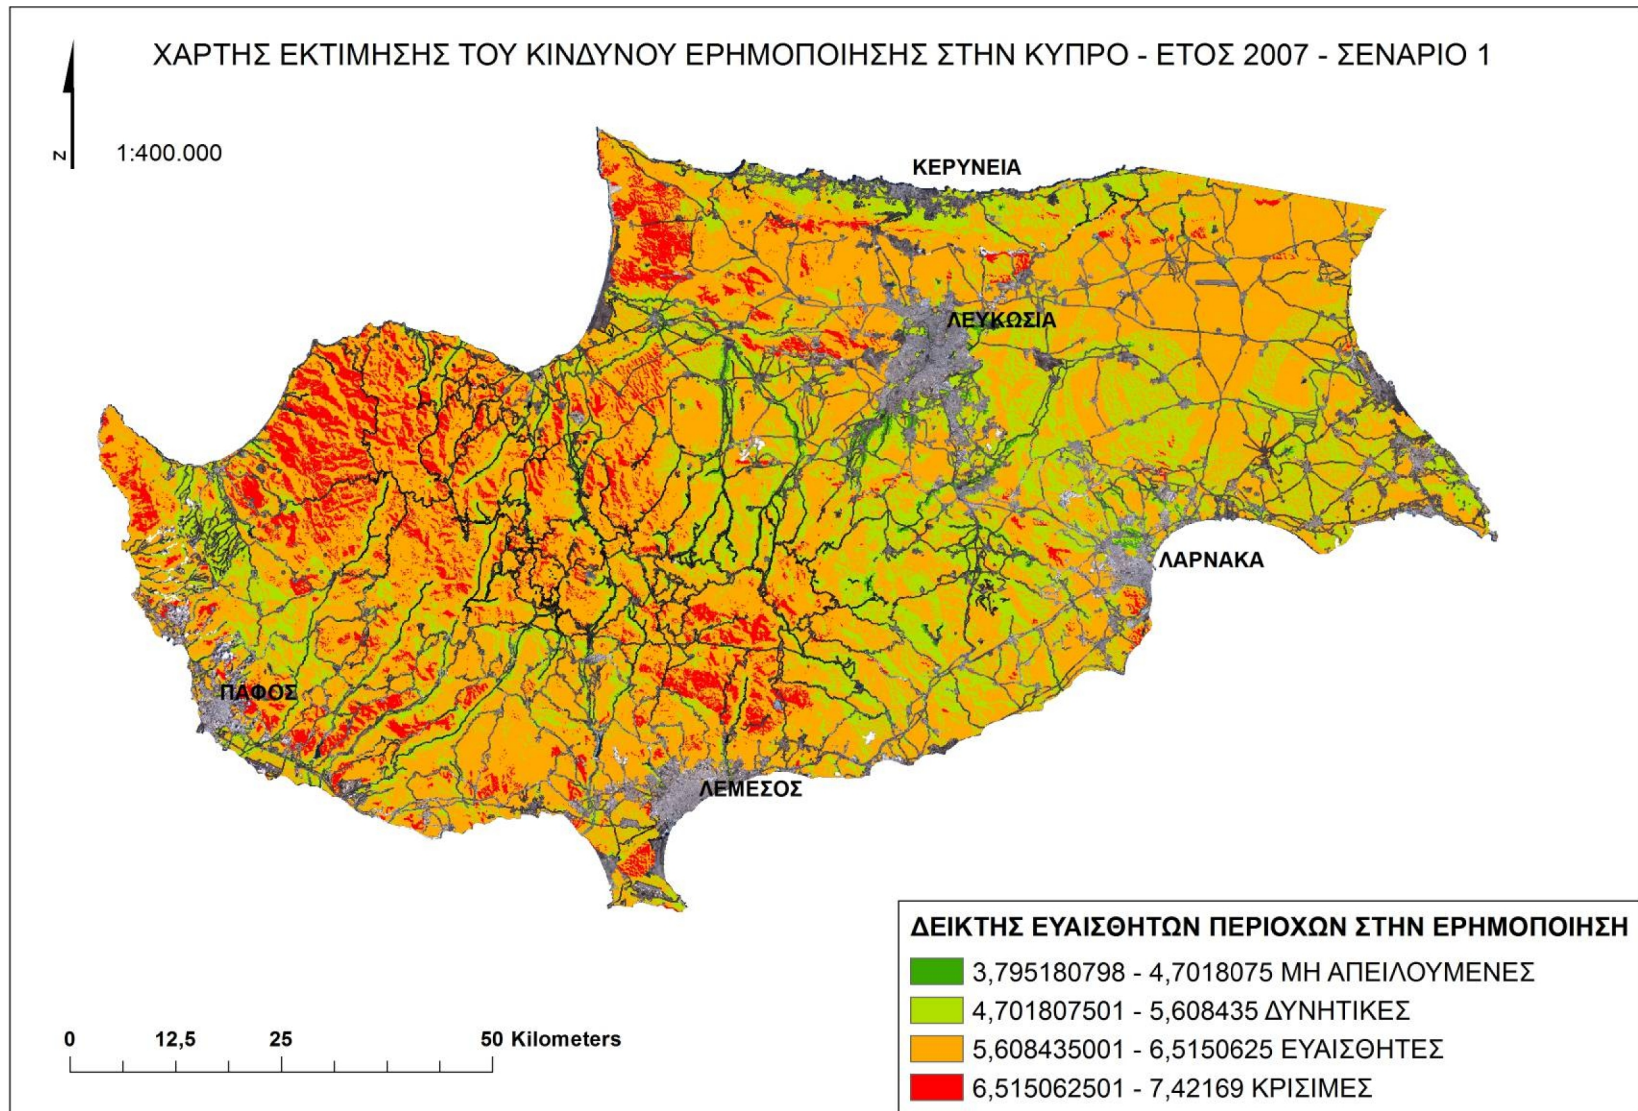 ΧΑΡΤΗΣ ΕΚΤΙΜΗΣΗΣ ΤΟΥ ΚΙΝΔΥΝΟΥ ΕΡΗΜΟΠΟΙΗΣΗΣ ΣΤΗΝ ΚΥΠΡΟ - ΕΤΟΣ 2007 - ΣΕΝΑΡΙΟ 1
N
1:400.000
ΚΕΡΥΝΕΙΑ
ΛΕΥΚΩΣΙΑ
ΛΑΡΝΑΚΑ
ΠΑΦΟΣ
ΛΕΜΕΣΟΣ
ΔΕΙΚΤΗΣ ΕΥΑΙΣΘΗΤΩΝ ΠΕΡΙΟΧΩΝ ΣΤΗΝ ΕΡΗΜΟΠΟΙΗΣΗ
3,795180798 - 4,7018075 ΜΗ ΑΠΕΙΛΟΥΜΕΝΕΣ
4,701807501 - 5,608435 ΔΥΝΗΤΙΚΕΣ
5,608435001 - 6,5150625 ΕΥΑΙΣΘΗΤΕΣ
6,515062501 - 7,42169 ΚΡΙΣΙΜΕΣ
0 12,5 25 50 Kilometers